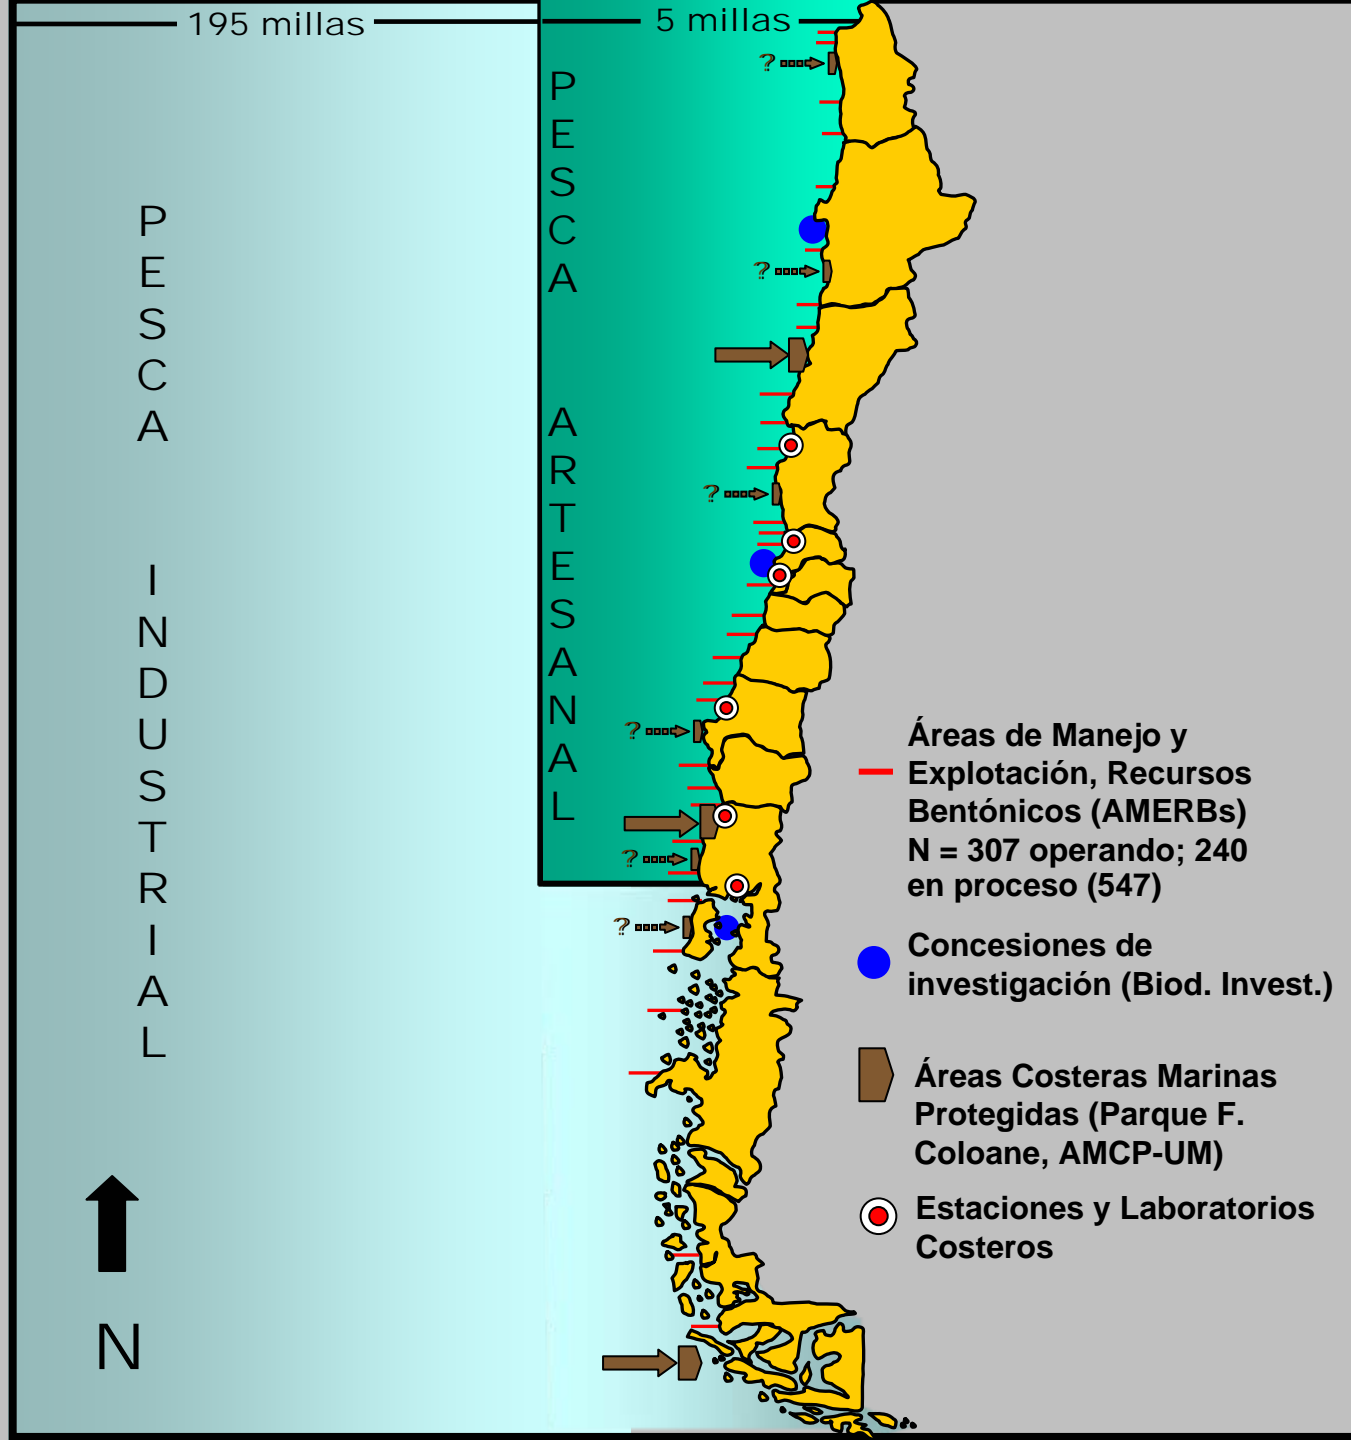 195 millas
5 millas
PESCA INDUSTRIAL
PESCA ARTESANAL
?
?
?
?
?
?
Áreas de Manejo y
Explotación, Recursos
Bentónicos (AMERBs)
N = 307 operando; 240
en proceso (547)
Concesiones de
investigación (Biod. Invest.)
Áreas Costeras Marinas
Protegidas (Parque F.
Coloane, AMCP-UM)
Estaciones y Laboratorios
Costeros
N